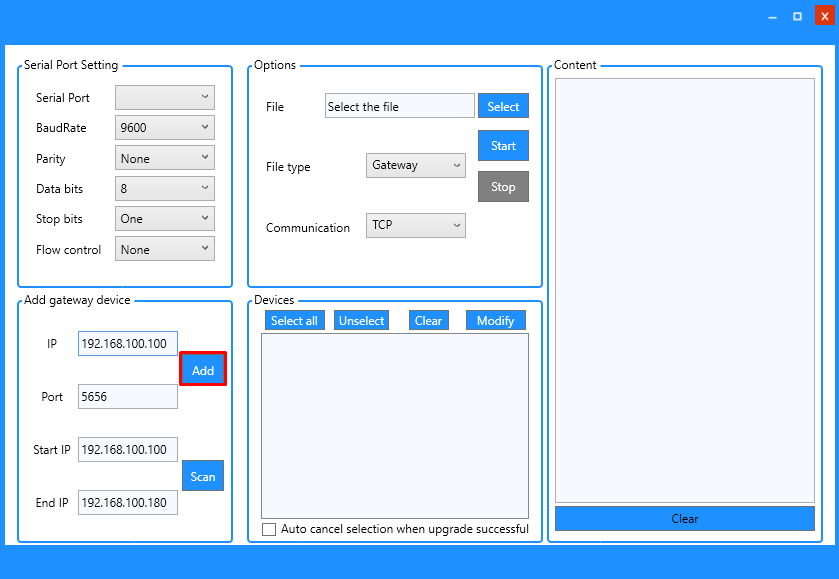 Serial Port Setting
Serial Port
BaudRate 9600
Parity None
Data bits 8
Stop bits One
Flow control None
Options
File Select the file Select
Start
File type Gateway
Stop
Communication TCP
Add gateway device
IP 192.168.100.100
Add
Port 5656
Start IP 192.168.100.100
Scan
End IP 192.168.100.180
Devices
Select all Unselect Clear Modify
Auto cancel selection when upgrade successful
Content
Clear